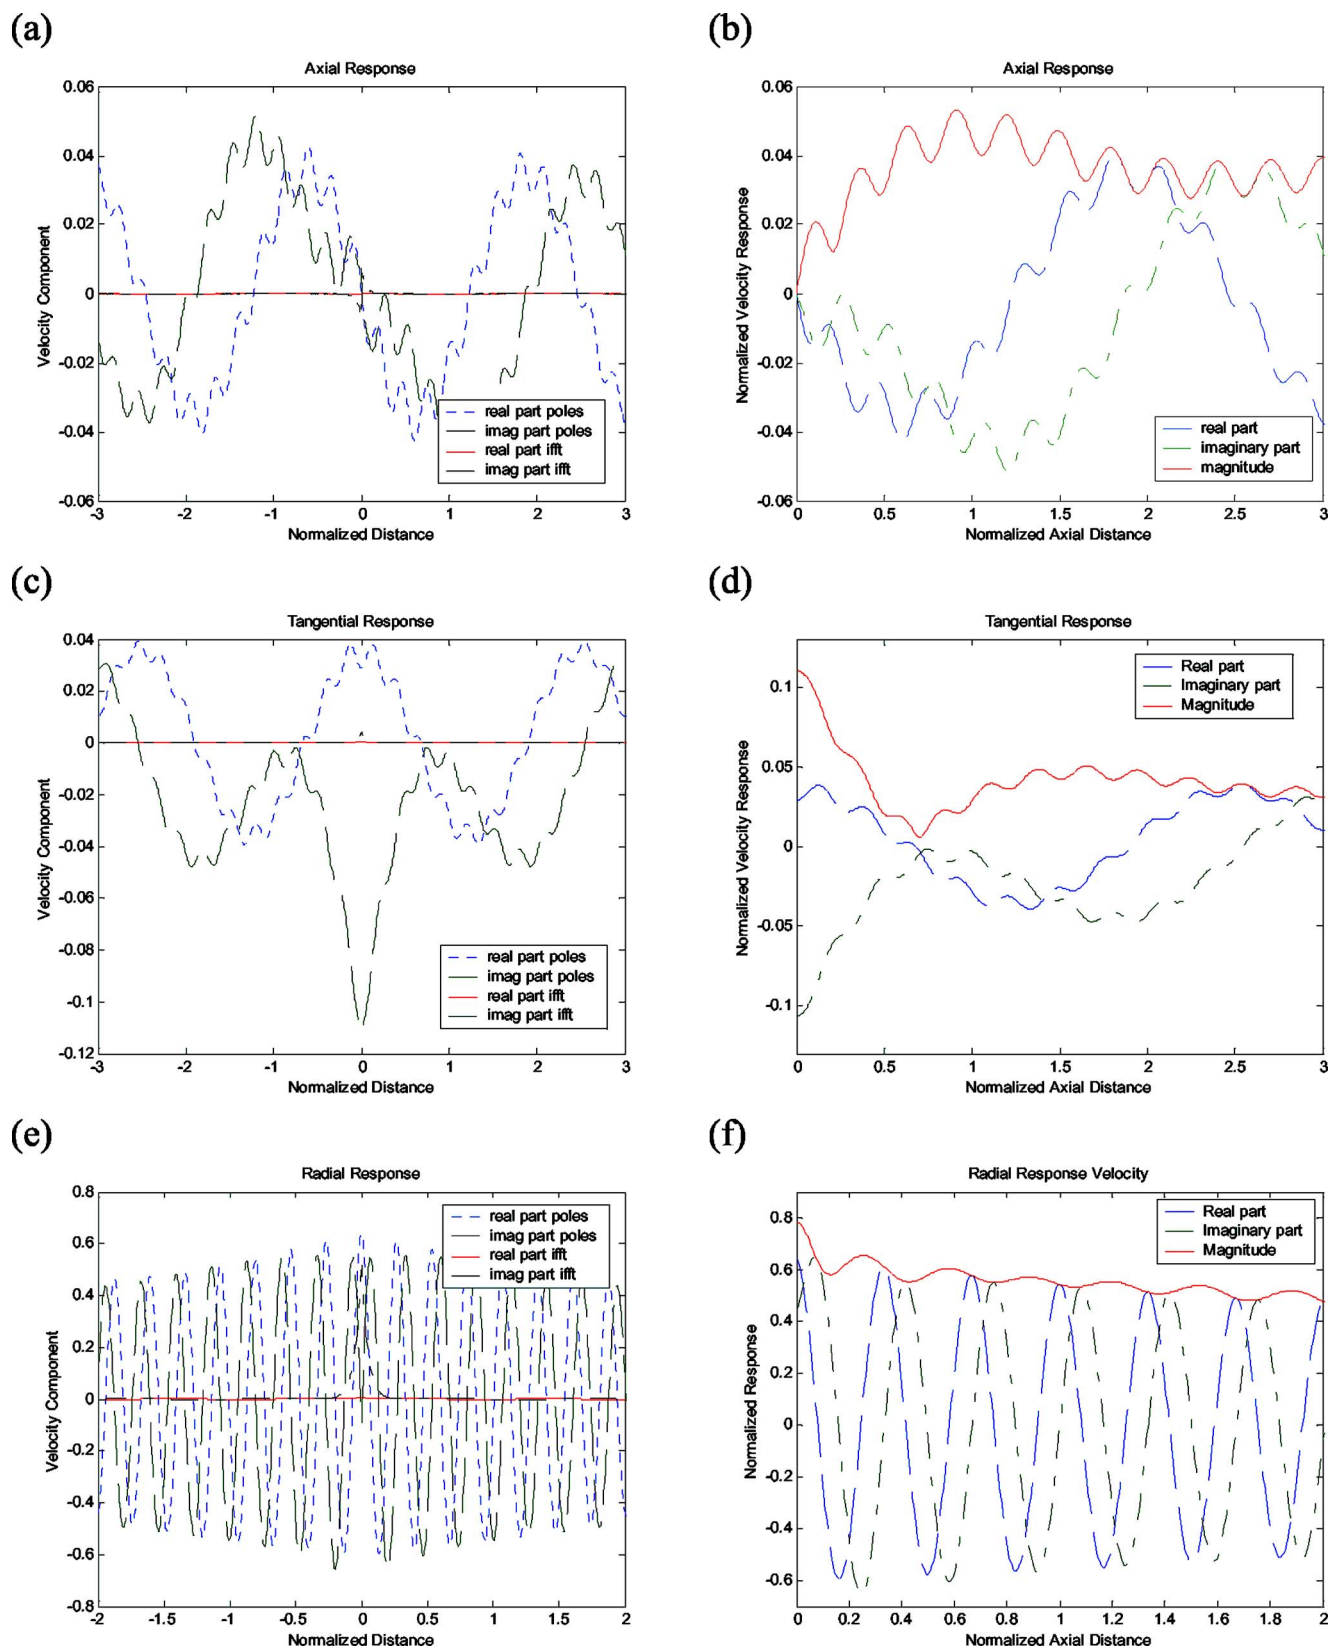 (a)
Axial Response
0.06
0.04
0.02
0
-0.02
-0.04
-0.06
Velocity Component
real part poles
imag part poles
real part ifft
imag part ifft
-3 -2 -1 0 1 2 3
Normalized Distance
(b)
Axial Response
0.06
0.04
0.02
0
-0.02
-0.04
-0.06
Normalized Velocity Response
real part
imaginary part
magnitude
0 0.5 1 1.5 2 2.5 3
Normalized Axial Distance
(c)
Tangential Response
0.04
0.02
0
-0.02
-0.04
-0.06
-0.08
-0.1
-0.12
Velocity Component
real part poles
imag part poles
real part ifft
imag part ifft
-3 -2 -1 0 1 2 3
Normalized Distance
(d)
Tangential Response
0.1
0.05
0
-0.05
-0.1
Normalized Velocity Response
Real part
Imaginary part
Magnitude
0 0.5 1 1.5 2 2.5 3
Normalized Axial Distance
(e)
Radial Response
0.8
0.6
0.4
0.2
0
-0.2
-0.4
-0.6
-0.8
Velocity Component
real part poles
imag part poles
real part ifft
imag part ifft
-2 -1.5 -1 -0.5 0 0.5 1 1.5 2
Normalized Distance
(f)
Radial Response Velocity
0.8
0.6
0.4
0.2
0
-0.2
-0.4
-0.6
Normalized Response
Real part
Imaginary part
Magnitude
0 0.2 0.4 0.6 0.8 1 1.2 1.4 1.6 1.8 2
Normalized Axial Distance